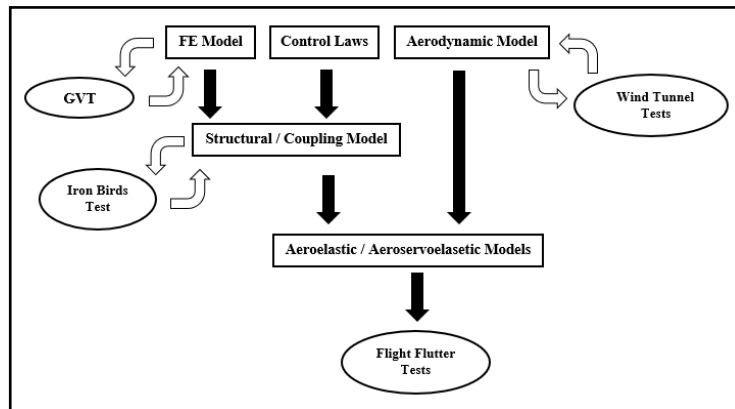 FE Model
Control Laws
Aerodynamic Model
GVT
Wind Tunnel
Tests
Structural / Coupling Model
Iron Birds
Test
Aeroelastic / Aeroservoelasetic Models
Flight Flutter
Tests